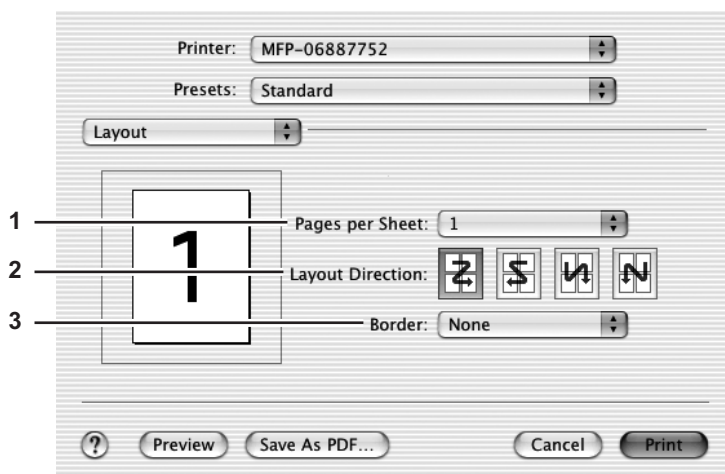 Printer: MFP-06887752
Presets: Standard
Layout
1
1 Pages per Sheet: 1
2 Layout Direction:
3 Border: None
? Preview Save As PDF... Cancel Print